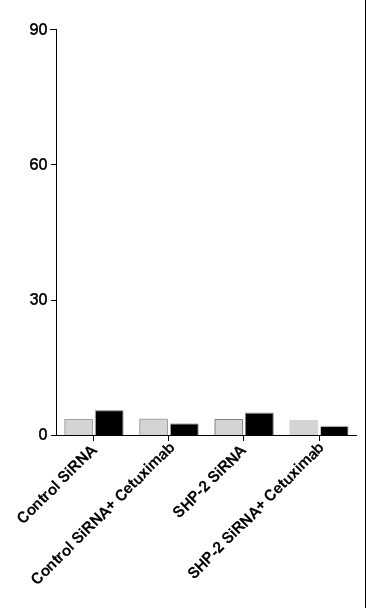 90
60
30
0
Control SiRNA
Control SiRNA+ Cetuximab
SHP-2 SiRNA
SHP-2 SiRNA+ Cetuximab